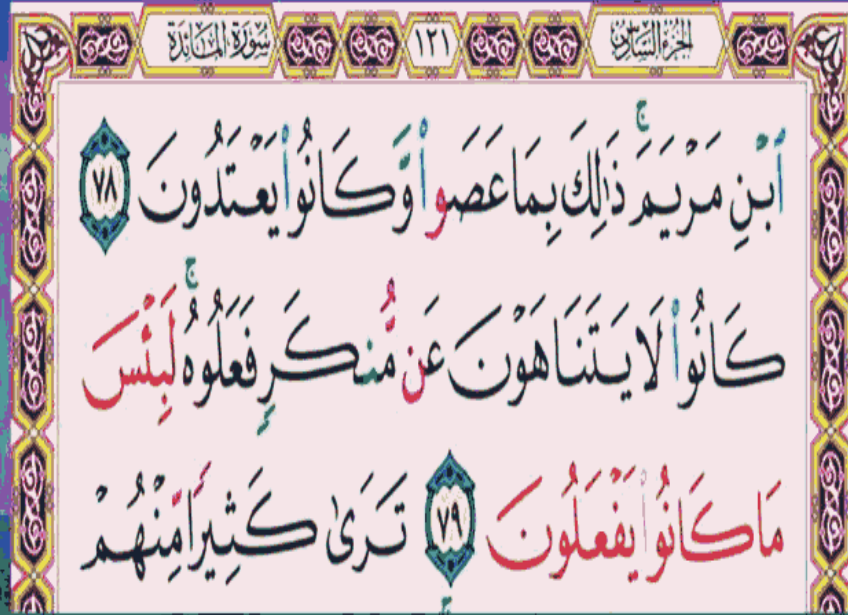 الجزء السادس ١٢١ سورة المائدة
ٱبْنِ مَرْيَمَ ۚ ذَٰلِكَ بِمَا عَصَوا۟ وَّكَانُوا۟ يَعْتَدُونَ ٧٨
كَانُوا۟ لَا يَتَنَاهَوْنَ عَن مُّنكَرٍ فَعَلُوهُ ۚ لَبِئْسَ
مَا كَانُوا۟ يَفْعَلُونَ ٧٩ تَرَىٰ كَثِيرًا مِّنْهُمْ